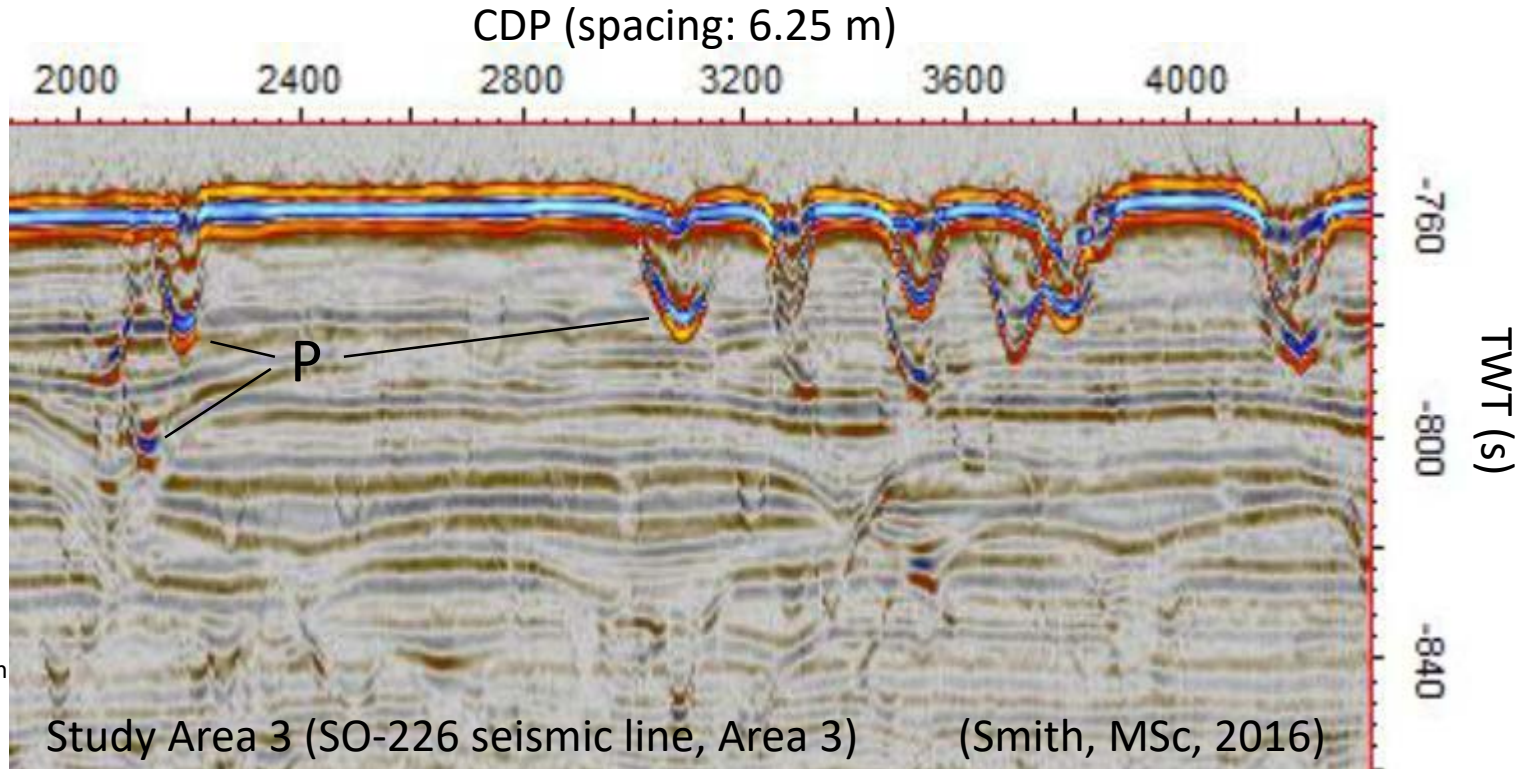 CDP (spacing: 6.25 m)
2000 2400 2800 3200 3600 4000
-760
-800
-840
TWT (s)
P
Study Area 3 (SO-226 seismic line, Area 3) (Smith, MSc, 2016)